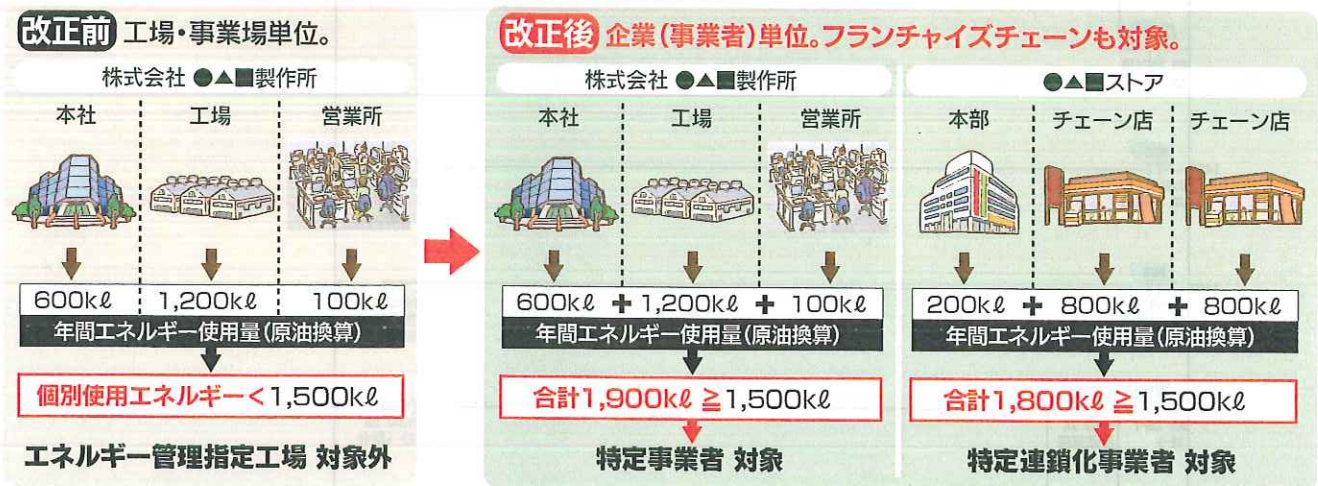 改正前 工場・事業場単位。
株式会社 ●▲■製作所
本社 工場 営業所
600kℓ 1,200kℓ 100kℓ
年間エネルギー使用量(原油換算)
個別使用エネルギー<1,500kℓ
エネルギー管理指定工場 対象外
改正後 企業(事業者)単位。フランチャイズチェーンも対象。
株式会社 ●▲■製作所
本社 工場 営業所
600kℓ + 1,200kℓ + 100kℓ
年間エネルギー使用量(原油換算)
合計1,900kℓ≧1,500kℓ
特定事業者 対象
●▲■ストア
本部 チェーン店 チェーン店
200kℓ + 800kℓ + 800kℓ
年間エネルギー使用量(原油換算)
合計1,800kℓ≧1,500kℓ
特定連鎖化事業者 対象